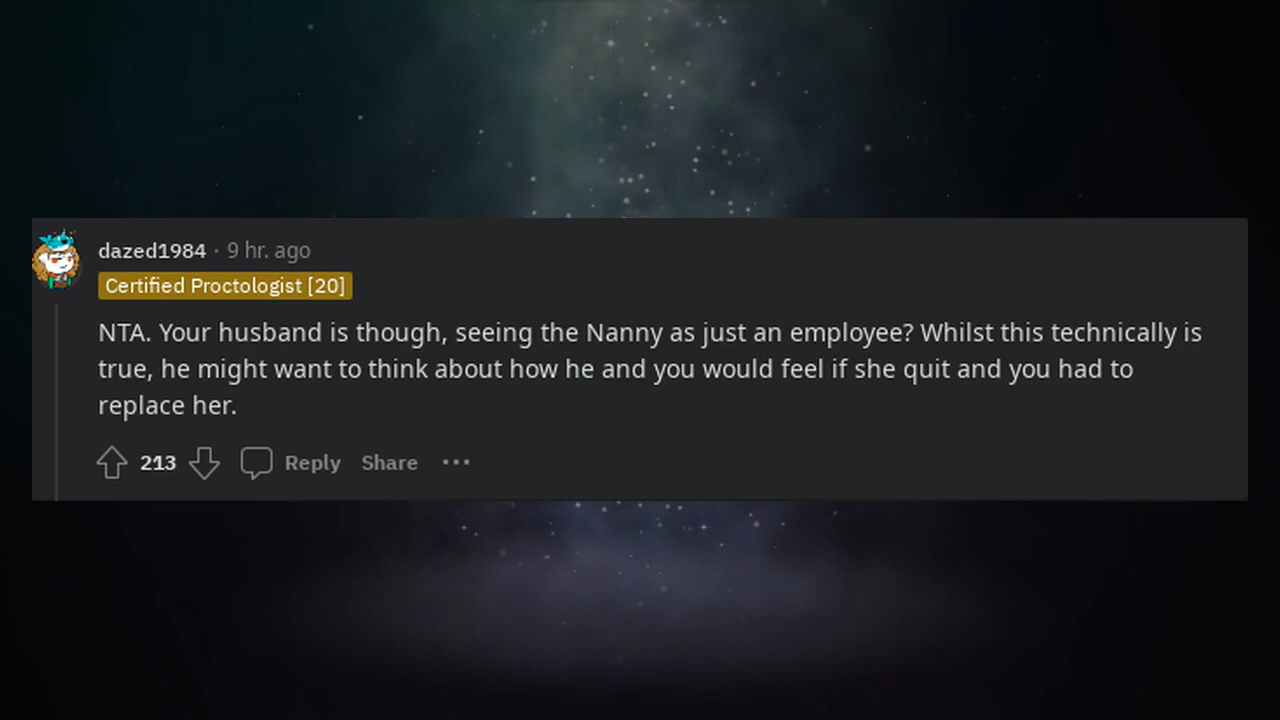 dazed1984 · 9 hr. ago
Certified Proctologist [20]
NTA. Your husband is though, seeing the Nanny as just an employee? Whilst this technically is
true, he might want to think about how he and you would feel if she quit and you had to
replace her.
213 Reply Share ···